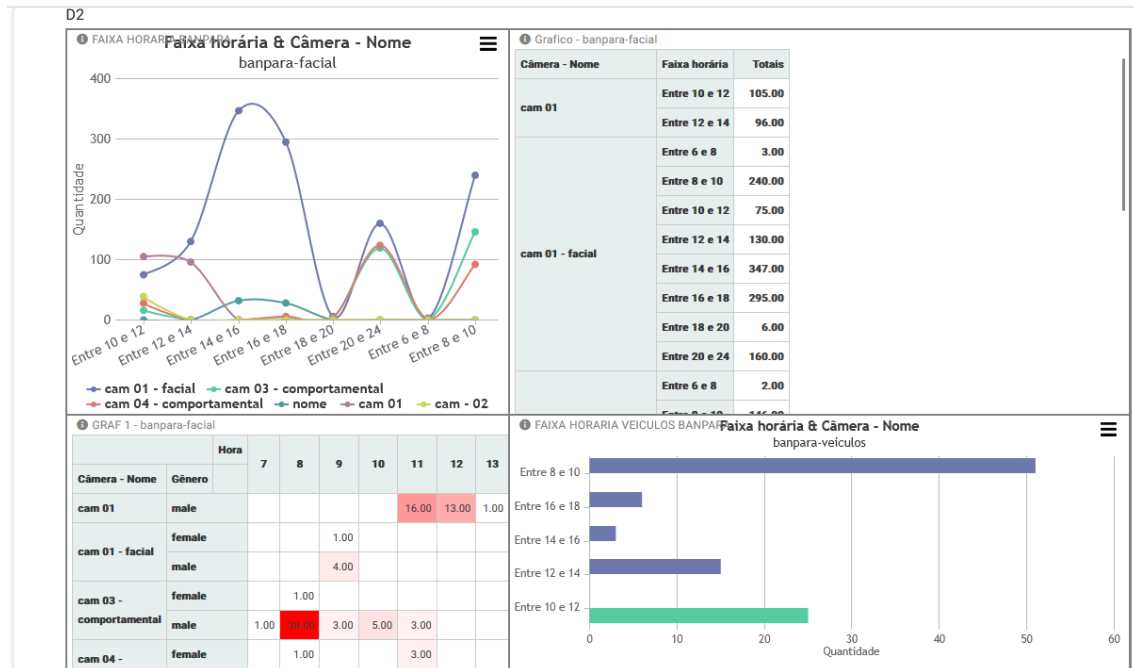 D2
FAIXA HORARIA BANPARA
Faixa horária & Câmera - Nome
banpara-facial
Quantidade
400
300
200
100
0
Entre 10 e 12
Entre 12 e 14
Entre 14 e 16
Entre 16 e 18
Entre 18 e 20
Entre 20 e 24
Entre 6 e 8
Entre 8 e 10
cam 01 - facial cam 03 - comportamental
cam 04 - comportamental nome cam 01 cam - 02
Grafico - banpara-facial
Câmera - Nome Faixa horária Totais
cam 01
Entre 10 e 12 105.00
Entre 12 e 14 96.00
cam 01 - facial
Entre 6 e 8 3.00
Entre 8 e 10 240.00
Entre 10 e 12 75.00
Entre 12 e 14 130.00
Entre 14 e 16 347.00
Entre 16 e 18 295.00
Entre 18 e 20 6.00
Entre 20 e 24 160.00
Entre 6 e 8 2.00
Entre 8 e 10 146.00
GRAF 1 - banpara-facial
Hora 7 8 9 10 11 12 13
Câmera - Nome Gênero
cam 01 male 16.00 13.00 1.00
cam 01 - facial
female 1.00
male 4.00
cam 03 -
comportamental
female 1.00
male 1.00 38.00 3.00 5.00 3.00
cam 04 -
female 1.00 3.00
FAIXA HORARIA VEICULOS BANPARA
Faixa horária & Câmera - Nome
banpara-veiculos
Entre 8 e 10
Entre 16 e 18
Entre 14 e 16
Entre 12 e 14
Entre 10 e 12
0 10 20 30 40 50 60
Quantidade